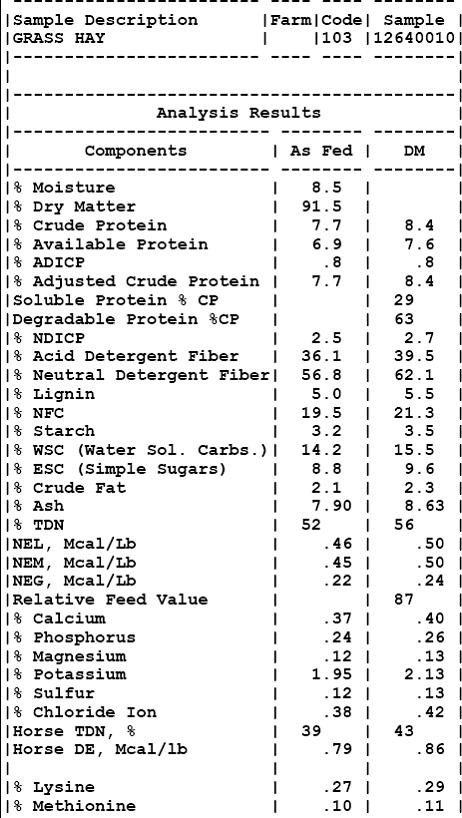 |Sample Description |Farm|Code| Sample |
|GRASS HAY | |103 |12640010|
|------------------------ ---- ---- --------|
| |
|-------------------------------------------|
| Analysis Results |
|------------------------- -------- --------|
| Components | As Fed | DM |
|------------------------- -------- --------|
|% Moisture | 8.5 | |
|% Dry Matter | 91.5 | |
|% Crude Protein | 7.7 | 8.4 |
|% Available Protein | 6.9 | 7.6 |
|% ADICP | .8 | .8 |
|% Adjusted Crude Protein | 7.7 | 8.4 |
|Soluble Protein % CP | | 29 |
|Degradable Protein %CP | | 63 |
|% NDICP | 2.5 | 2.7 |
|% Acid Detergent Fiber | 36.1 | 39.5 |
|% Neutral Detergent Fiber| 56.8 | 62.1 |
|% Lignin | 5.0 | 5.5 |
|% NFC | 19.5 | 21.3 |
|% Starch | 3.2 | 3.5 |
|% WSC (Water Sol. Carbs.)| 14.2 | 15.5 |
|% ESC (Simple Sugars) | 8.8 | 9.6 |
|% Crude Fat | 2.1 | 2.3 |
|% Ash | 7.90 | 8.63 |
|% TDN | 52 | 56 |
|NEL, Mcal/Lb | .46 | .50 |
|NEM, Mcal/Lb | .45 | .50 |
|NEG, Mcal/Lb | .22 | .24 |
|Relative Feed Value | | 87 |
|% Calcium | .37 | .40 |
|% Phosphorus | .24 | .26 |
|% Magnesium | .12 | .13 |
|% Potassium | 1.95 | 2.13 |
|% Sulfur | .12 | .13 |
|% Chloride Ion | .38 | .42 |
|Horse TDN, % | 39 | 43 |
|Horse DE, Mcal/lb | .79 | .86 |
| | | |
|% Lysine | .27 | .29 |
|% Methionine | .10 | .11 |